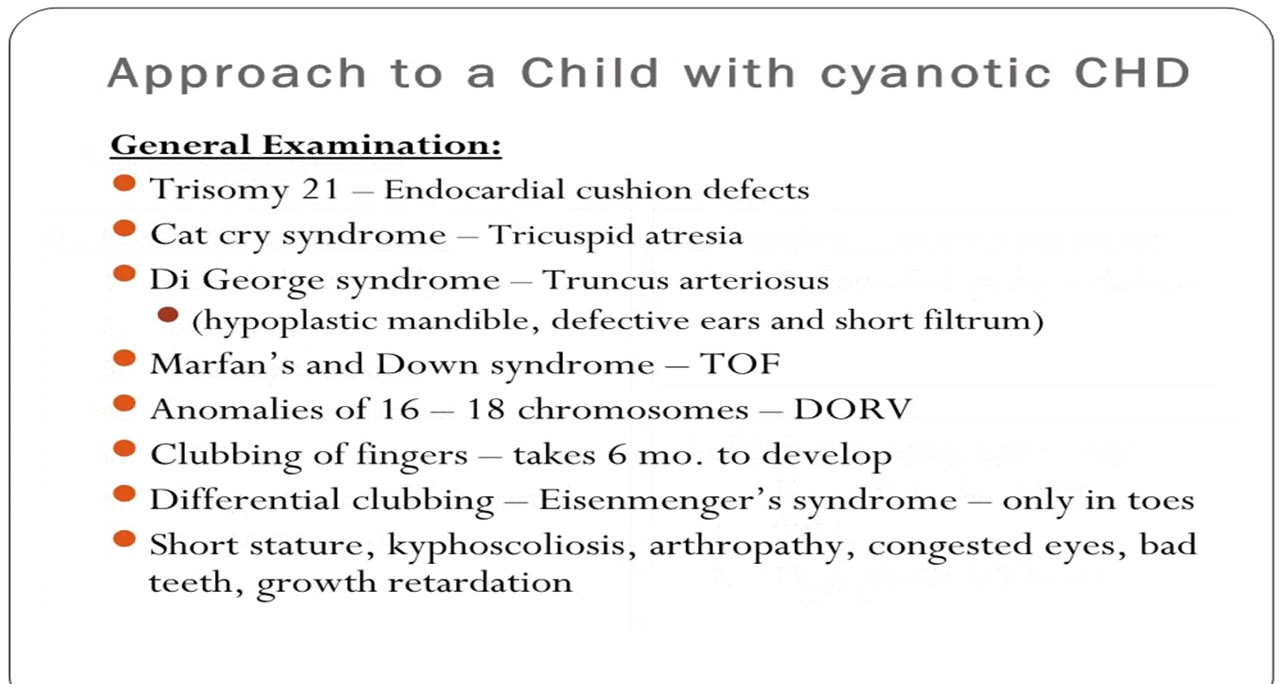 Approach to a Child with cyanotic CHD
General Examination:
Trisomy 21 – Endocardial cushion defects
Cat cry syndrome – Tricuspid atresia
Di George syndrome – Truncus arteriosus
(hypoplastic mandible, defective ears and short filtrum)
Marfan's and Down syndrome – TOF
Anomalies of 16 – 18 chromosomes – DORV
Clubbing of fingers – takes 6 mo. to develop
Differential clubbing – Eisenmenger's syndrome – only in toes
Short stature, kyphoscoliosis, arthropathy, congested eyes, bad
teeth, growth retardation